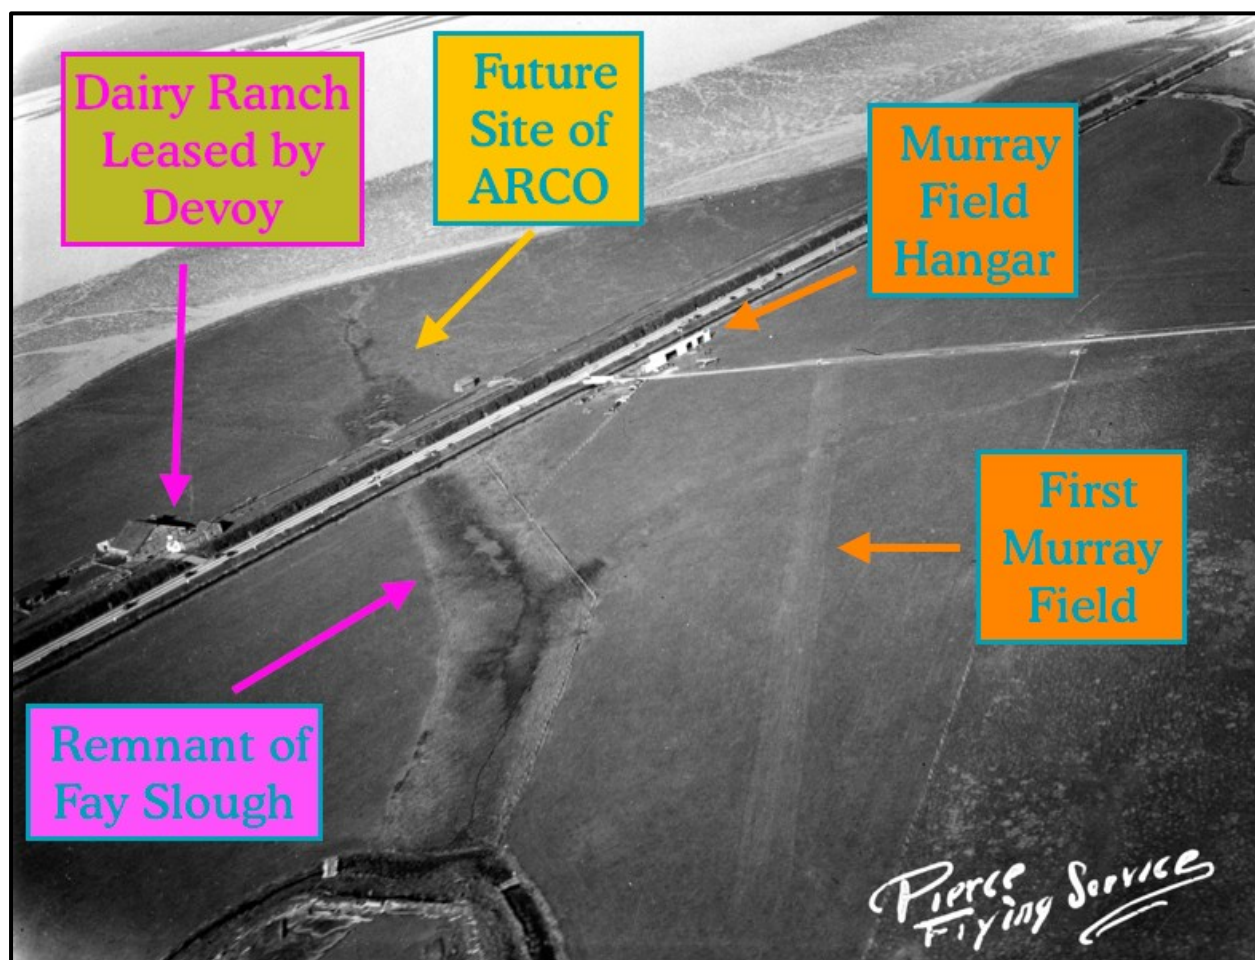 Dairy Ranch
Leased by
Devoy
Future
Site of
ARCO
Murray
Field
Hangar
First
Murray
Field
Remnant of
Fay Slough
Pierce
Flying Service